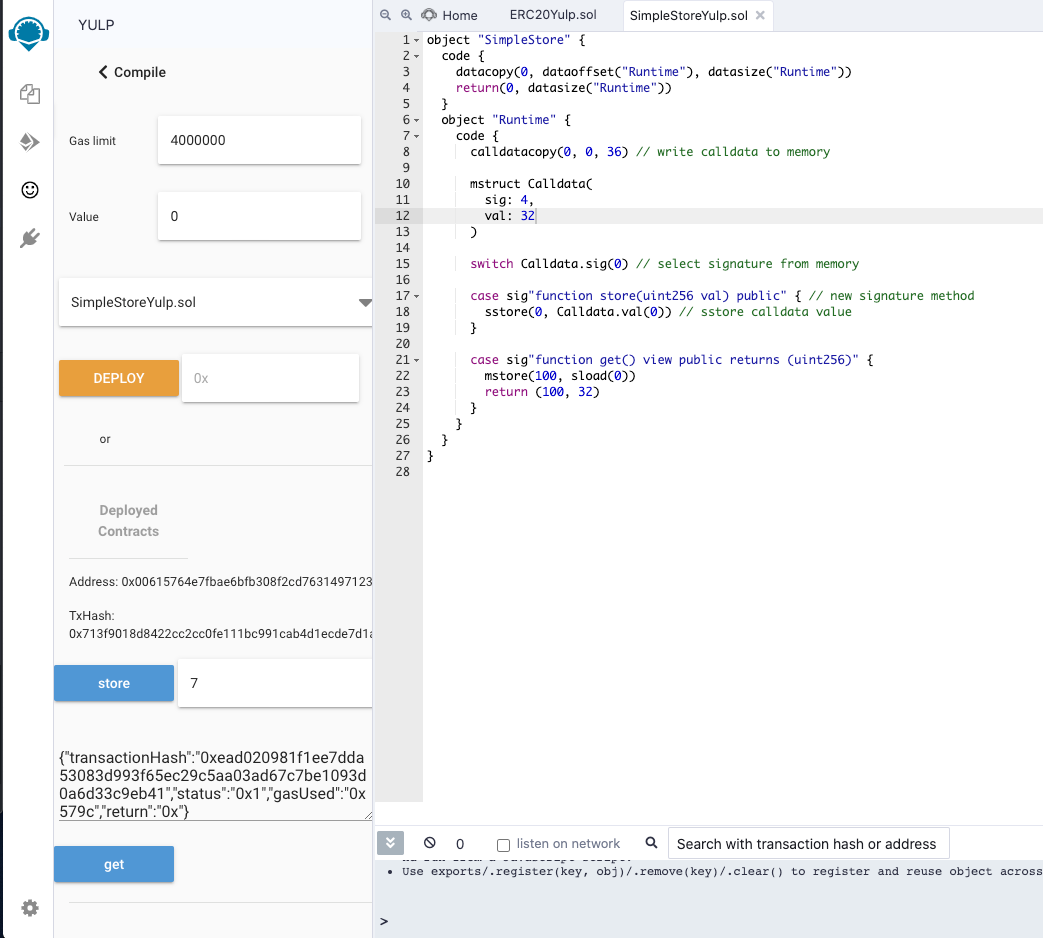 YULP
Compile
Gas limit
4000000
Value
0
SimpleStoreYulp.sol
DEPLOY
0x
or
Deployed
Contracts
Address: 0x00615764e7fbae6bfb308f2cd7631497123
TxHash:
0x713f9018d8422cc2cc0fe111bc991cab4d1ecde7d1a
store
7
{"transactionHash":"0xead020981f1ee7dda
53083d993f65ec29c5aa03ad67c7be1093d
0a6d33c9eb41","status":"0x1","gasUsed":"0x
579c","return":"0x"}
get
Home
ERC20Yulp.sol
SimpleStoreYulp.sol
1 object "SimpleStore" {
2 code {
3 datacopy(0, dataoffset("Runtime"), datasize("Runtime"))
4 return(0, datasize("Runtime"))
5 }
6 object "Runtime" {
7 code {
8 calldatacopy(0, 0, 36) // write calldata to memory
9
10 mstruct Calldata(
11 sig: 4,
12 val: 32
13 )
14
15 switch Calldata.sig(0) // select signature from memory
16
17 case sig"function store(uint256 val) public" { // new signature method
18 sstore(0, Calldata.val(0)) // sstore calldata value
19 }
20
21 case sig"function get() view public returns (uint256)" {
22 mstore(100, sload(0))
23 return (100, 32)
24 }
25 }
26 }
27 }
28
0
listen on network
Search with transaction hash or address
• Use exports/.register(key, obj)/.remove(key)/.clear() to register and reuse object across
>